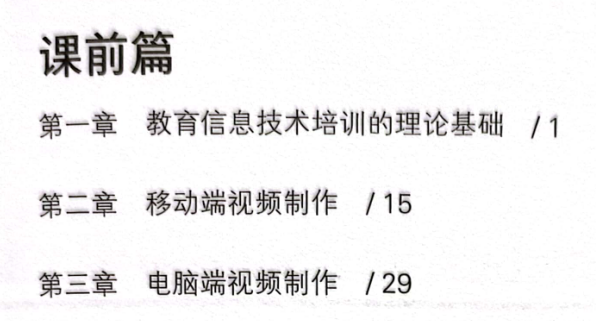 课前篇
第一章 教育信息技术培训的理论基础 / 1
第二章 移动端视频制作 / 15
第三章 电脑端视频制作 / 29